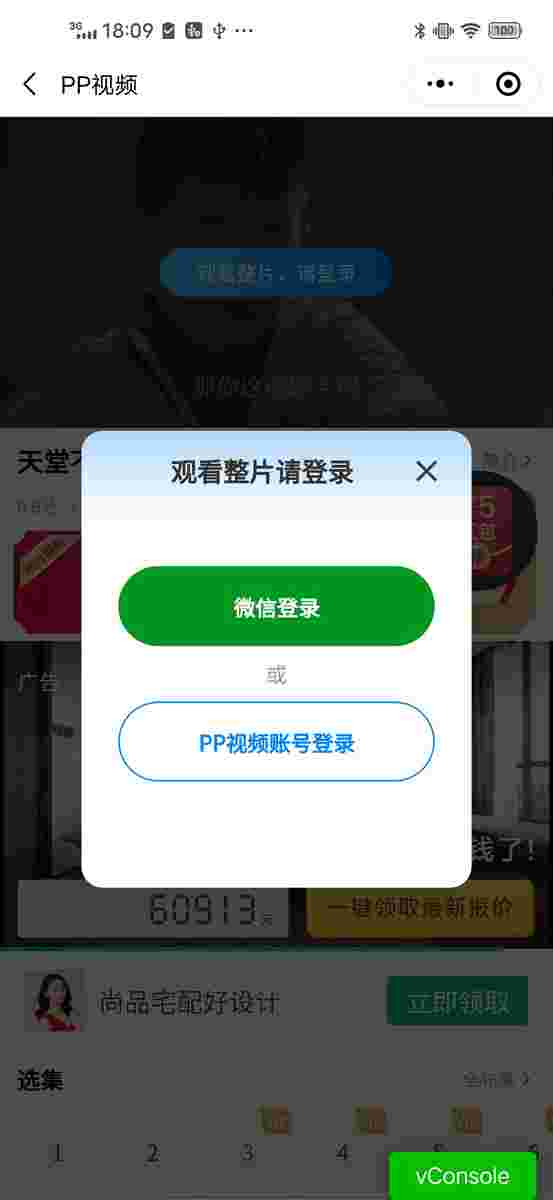 3G 18:09 100
PP视频
观看整片，请登录
天堂
观看整片请登录
微信登录
或
PP视频账号登录
广告
钱了!
60913元
一键领取最新报价
尚品宅配好设计
立即领取
选集
1 2 3 4 5 6
vConsole